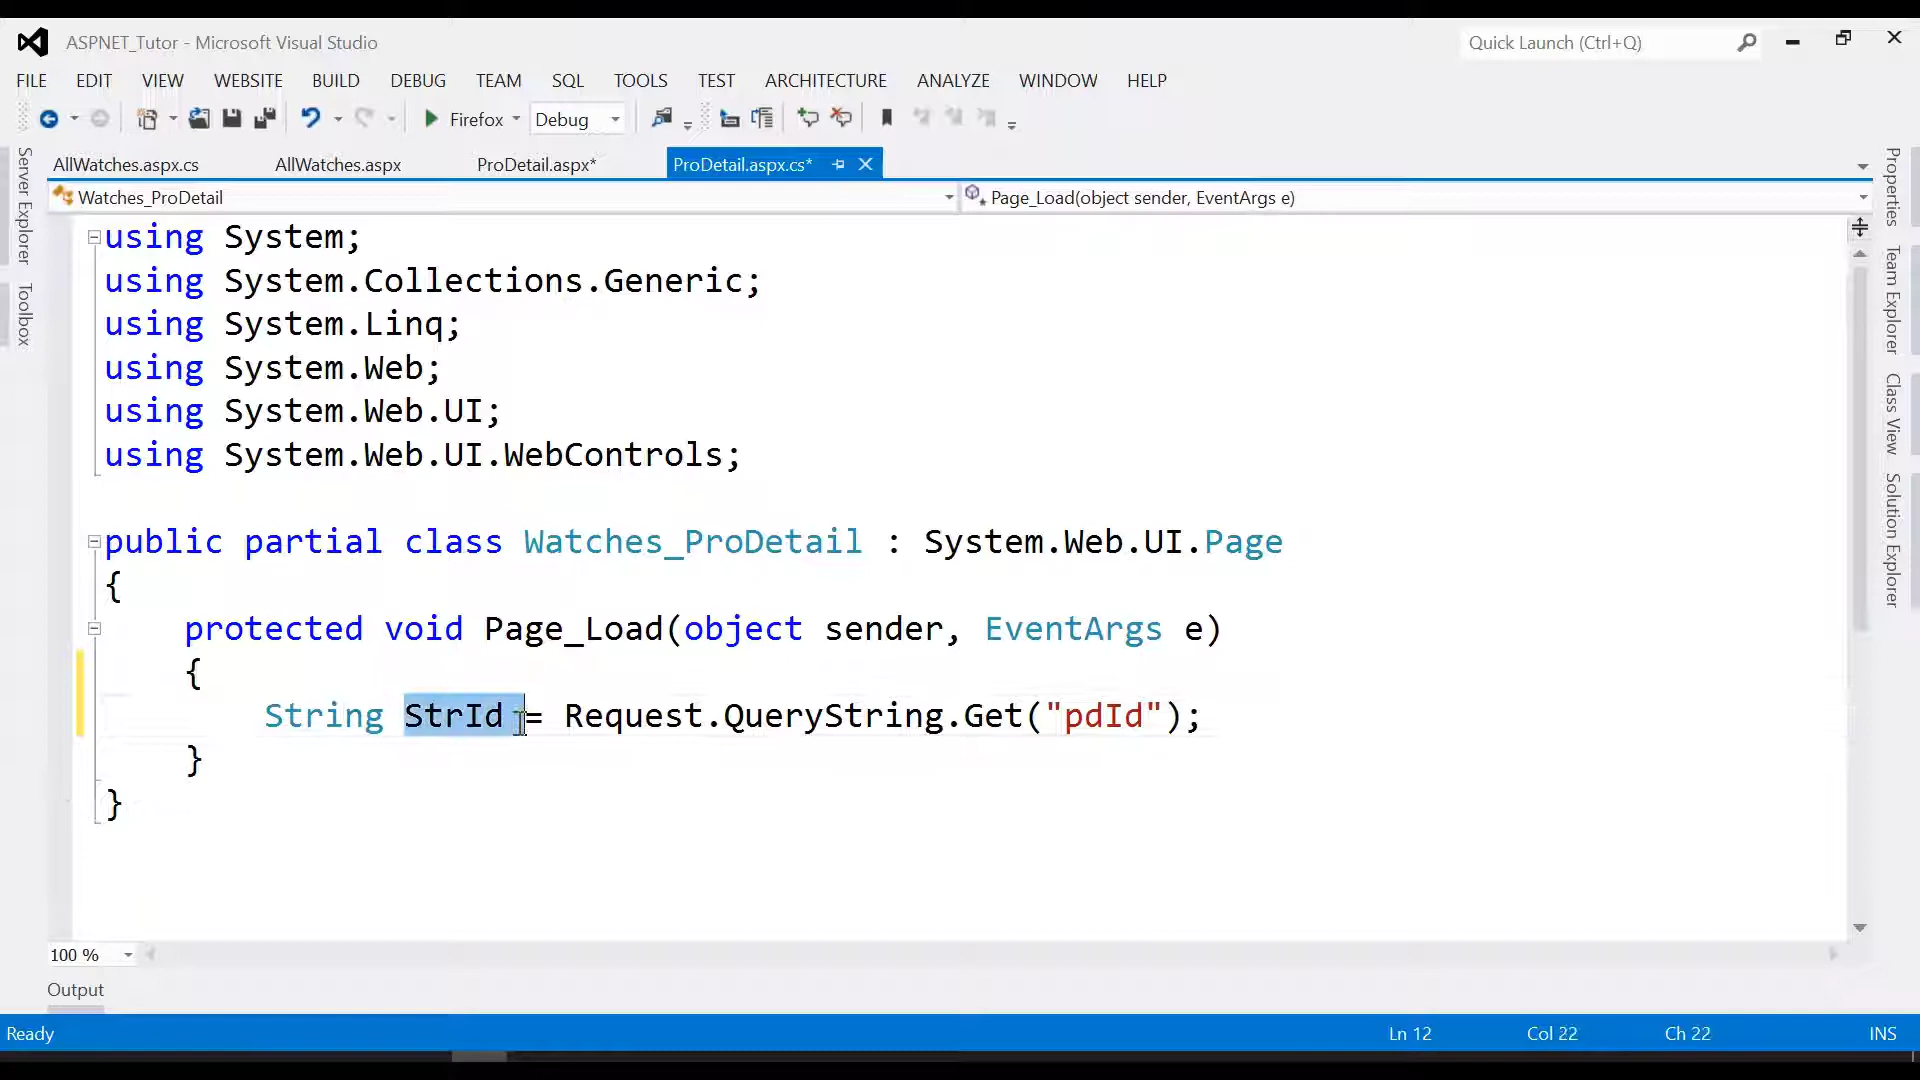 ASPNET_Tutor - Microsoft Visual Studio
Quick Launch (Ctrl+Q)
FILE EDIT VIEW WEBSITE BUILD DEBUG TEAM SQL TOOLS TEST ARCHITECTURE ANALYZE WINDOW HELP
Firefox Debug
AllWatches.aspx.cs AllWatches.aspx ProDetail.aspx* ProDetail.aspx.cs*
Watches_ProDetail Page_Load(object sender, EventArgs e)
Server Explorer
Toolbox
using System;
using System.Collections.Generic;
using System.Linq;
using System.Web;
using System.Web.UI;
using System.Web.UI.WebControls;
public partial class Watches_ProDetail : System.Web.UI.Page
{
protected void Page_Load(object sender, EventArgs e)
{
String StrId = Request.QueryString.Get("pdId");
}
}
Properties
Team Explorer
Class View
Solution Explorer
100 %
Output
Ready Ln 12 Col 22 Ch 22 INS